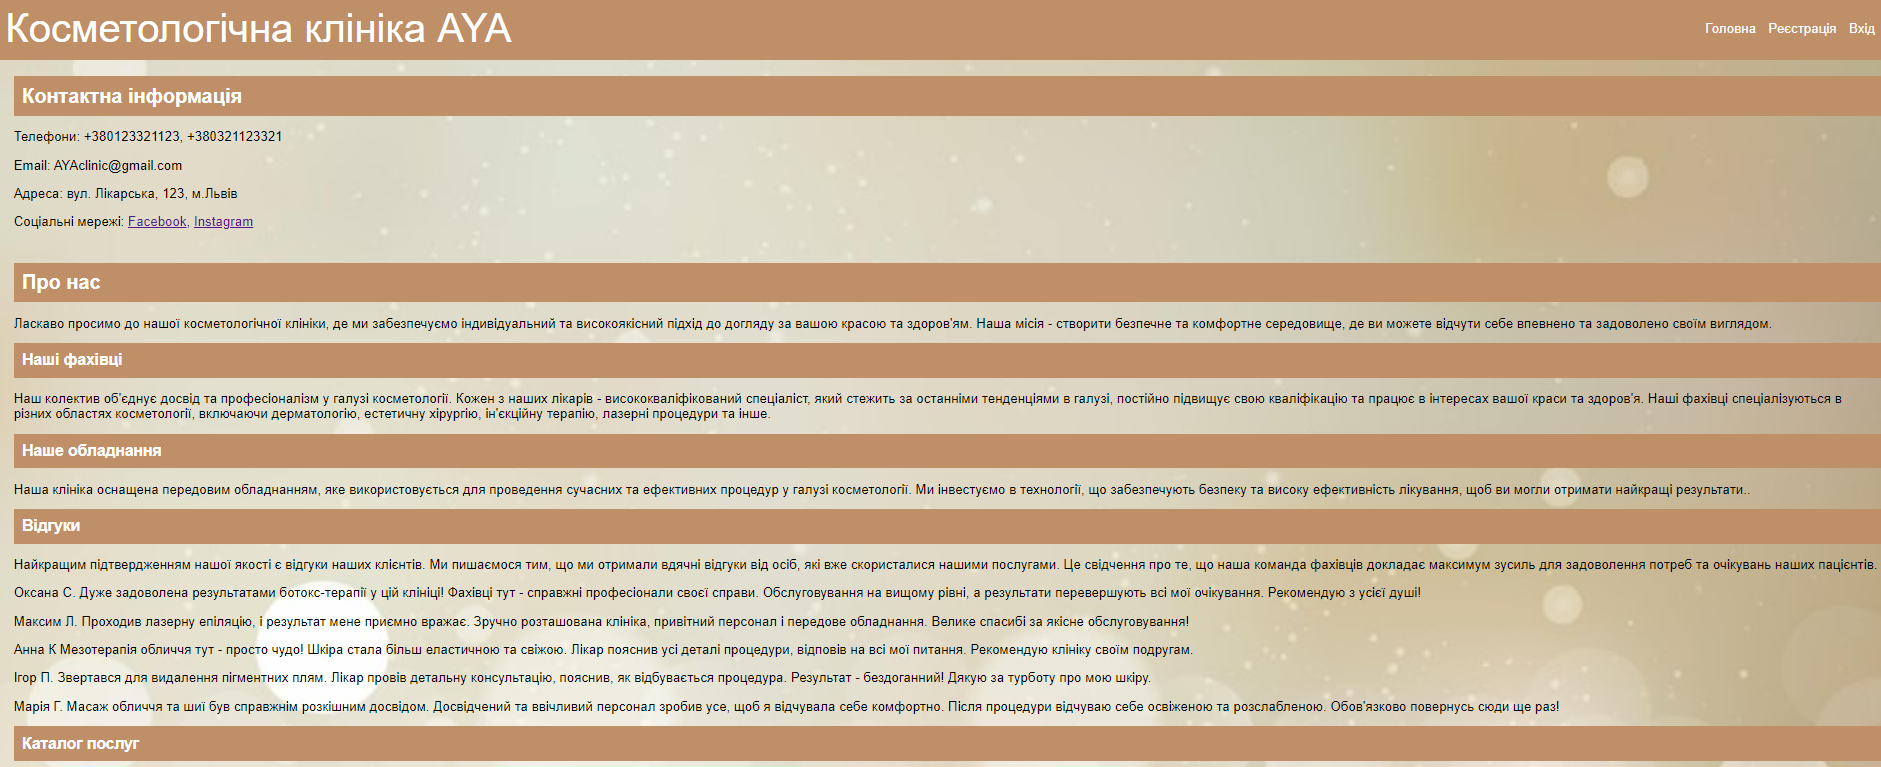 Косметологічна клініка AYA
Головна Реєстрація Вхід
Контактна інформація
Телефони: +380123321123, +380321123321
Email: AYAclinic@gmail.com
Адреса: вул. Лікарська, 123, м.Львів
Соціальні мережі: Facebook, Instagram
Про нас
Ласкаво просимо до нашої косметологічної клініки, де ми забезпечуємо індивідуальний та високоякісний підхід до догляду за вашою красою та здоров'ям. Наша місія - створити безпечне та комфортне середовище, де ви можете відчути себе впевнено та задоволено своїм виглядом.
Наші фахівці
Наш колектив об'єднує досвід та професіоналізм у галузі косметології. Кожен з наших лікарів - висококваліфікований спеціаліст, який стежить за останніми тенденціями в галузі, постійно підвищує свою кваліфікацію та працює в інтересах вашої краси та здоров'я. Наші фахівці спеціалізуються в
різних областях косметології, включаючи дерматологію, естетичну хірургію, ін'єкційну терапію, лазерні процедури та інше.
Наше обладнання
Наша клініка оснащена передовим обладнанням, яке використовується для проведення сучасних та ефективних процедур у галузі косметології. Ми інвестуємо в технології, що забезпечують безпеку та високу ефективність лікування, щоб ви могли отримати найкращі результати..
Відгуки
Найкращим підтвердженням нашої якості є відгуки наших клієнтів. Ми пишаємося тим, що ми отримали вдячні відгуки від осіб, які вже скористалися нашими послугами. Це свідчення про те, що наша команда фахівців докладає максимум зусиль для задоволення потреб та очікувань наших пацієнтів.
Оксана С. Дуже задоволена результатами ботокс-терапії у цій клініці! Фахівці тут - справжні професіонали своєї справи. Обслуговування на вищому рівні, а результати перевершують всі мої очікування. Рекомендую з усієї душі!
Максим Л. Проходив лазерну епіляцію, і результат мене приємно вражає. Зручно розташована клініка, привітний персонал і передове обладнання. Велике спасибі за якісне обслуговування!
Анна К Мезотерапія обличчя тут - просто чудо! Шкіра стала більш еластичною та свіжою. Лікар пояснив усі деталі процедури, відповів на всі мої питання. Рекомендую клініку своїм подругам.
Ігор П. Звертався для видалення пігментних плям. Лікар провів детальну консультацію, пояснив, як відбувається процедура. Результат - бездоганний! Дякую за турботу про мою шкіру.
Марія Г. Масаж обличчя та шиї був справжнім розкішним досвідом. Досвідчений та ввічливий персонал зробив усе, щоб я відчувала себе комфортно. Після процедури відчуваю себе освіженою та розслабленою. Обов'язково повернусь сюди ще раз!
Каталог послуг